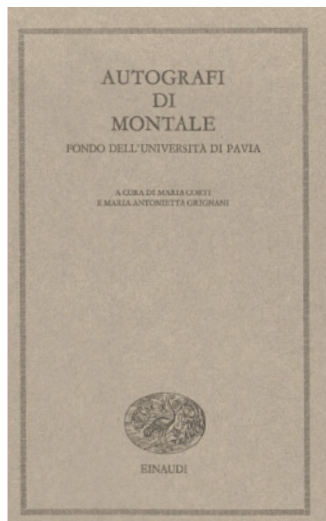 AUTOGRAFI
DI
MONTALE
FONDO DELL'UNIVERSITÀ DI PAVIA
A CURA DI MARIA CORTI
E MARIA ANTONIETTA GRIGNANI
EINAUDI